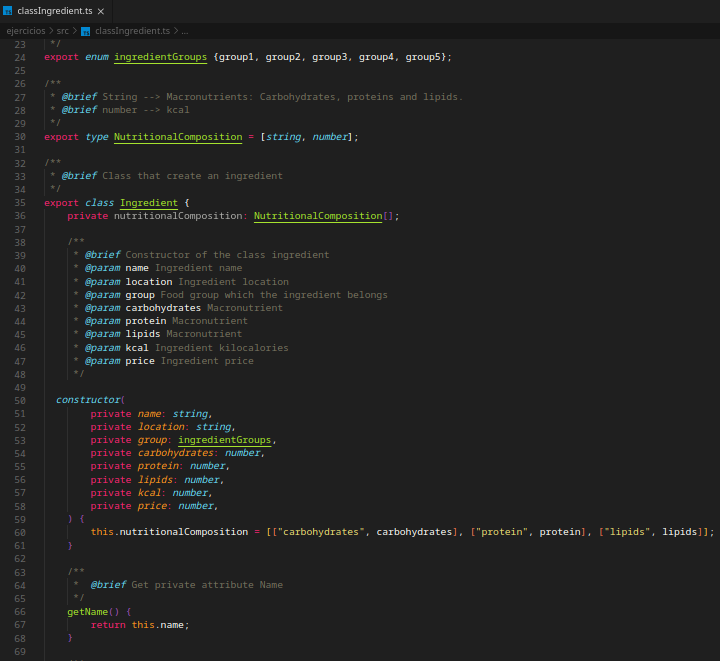 classIngredient.ts ×
ejercicios > src > classIngredient.ts > ...
23 */
24 export enum ingredientGroups {group1, group2, group3, group4, group5};
25
26 /**
27 * @brief String --> Macronutrients: Carbohydrates, proteins and lipids.
28 * @brief number --> kcal
29 */
30 export type NutritionalComposition = [string, number];
31
32 /**
33 * @brief Class that create an ingredient
34 */
35 export class Ingredient {
36 private nutritionalComposition: NutritionalComposition[];
37
38 /**
39 * @brief Constructor of the class ingredient
40 * @param name Ingredient name
41 * @param location Ingredient location
42 * @param group Food group which the ingredient belongs
43 * @param carbohydrates Macronutrient
44 * @param protein Macronutrient
45 * @param lipids Macronutrient
46 * @param kcal Ingredient kilocalories
47 * @param price Ingredient price
48 */
49
50 constructor(
51 private name: string,
52 private location: string,
53 private group: ingredientGroups,
54 private carbohydrates: number,
55 private protein: number,
56 private lipids: number,
57 private kcal: number,
58 private price: number,
59 ) {
60 this.nutritionalComposition = [["carbohydrates", carbohydrates], ["protein", protein], ["lipids", lipids]];
61 }
62
63 /**
64 * @brief Get private attribute Name
65 */
66 getName() {
67 return this.name;
68 }
69